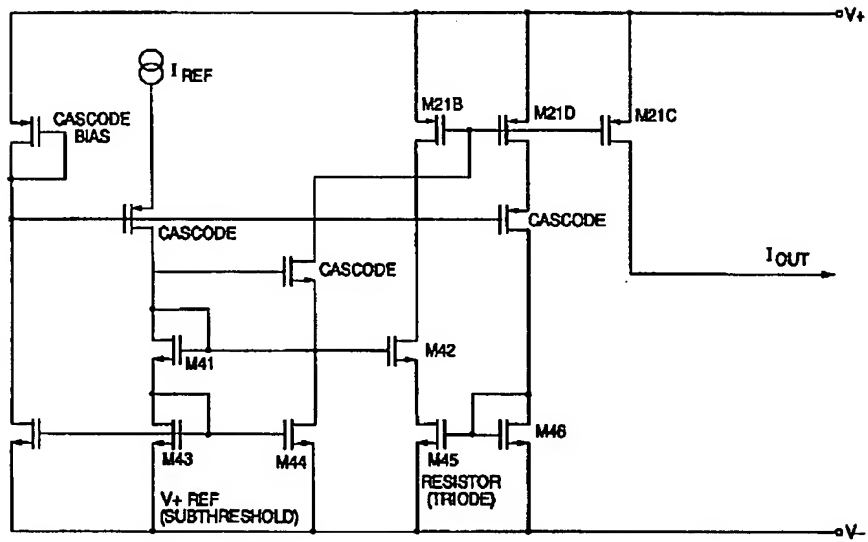 V+
I REF
M21B
M21D
M21C
CASCODE
BIAS
CASCODE
CASCODE
CASCODE
I OUT
M41
M42
M43
M44
M45
M46
V+ REF
(SUBTHRESHOLD)
RESISTOR
(TRIODE)
V-